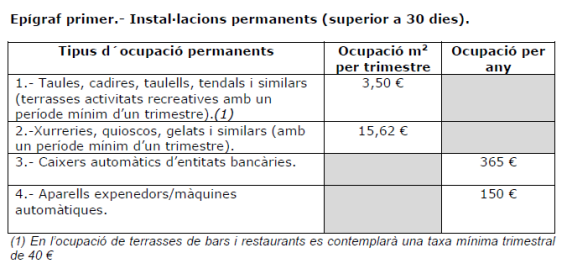 Epígraf primer.- Instal·lacions permanents (superior a 30 dies).
Tipus d´ocupació permanents
Ocupació m²
per trimestre
Ocupació per
any
1.- Taules, cadires, taulells, tendals i similars
(terrasses activitats recreatives amb un
període mínim d'un trimestre).(1)
3,50 €
2.-Xurreries, quioscos, gelats i similars (amb
un període mínim d'un trimestre).
15,62 €
3.- Caixers automàtics d'entitats bancàries.
365 €
4.- Aparells expenedors/màquines
automàtiques.
150 €
(1) En l'ocupació de terrasses de bars i restaurants es contemplarà una taxa mínima trimestral
de 40 €